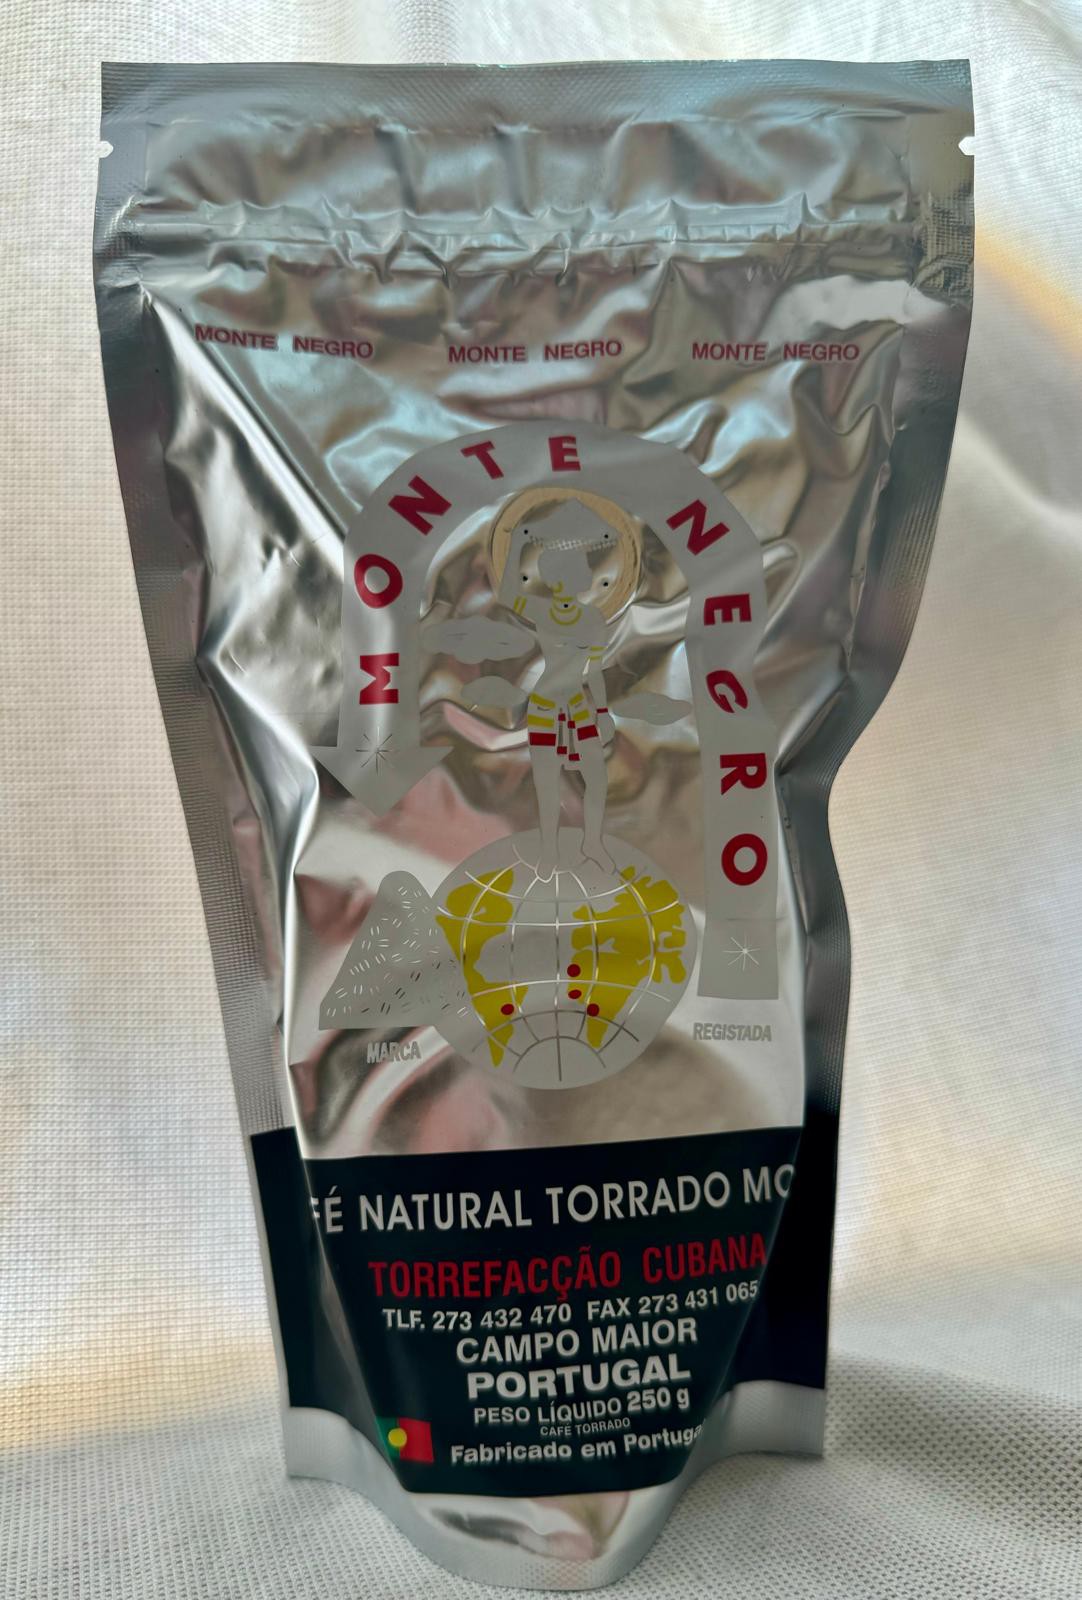 MONTE NEGRO MONTE NEGRO MONTE NEGRO
MONTE NEGRO
MARCA
REGISTADA
FÉ NATURAL TORRADO MO
TORREFACÇÃO CUBANA
TLF. 273 432 470 FAX 273 431 065
CAMPO MAIOR
PORTUGAL
PESO LÍQUIDO 250 g
CAFÉ TORRADO
Fabricado em Portuga